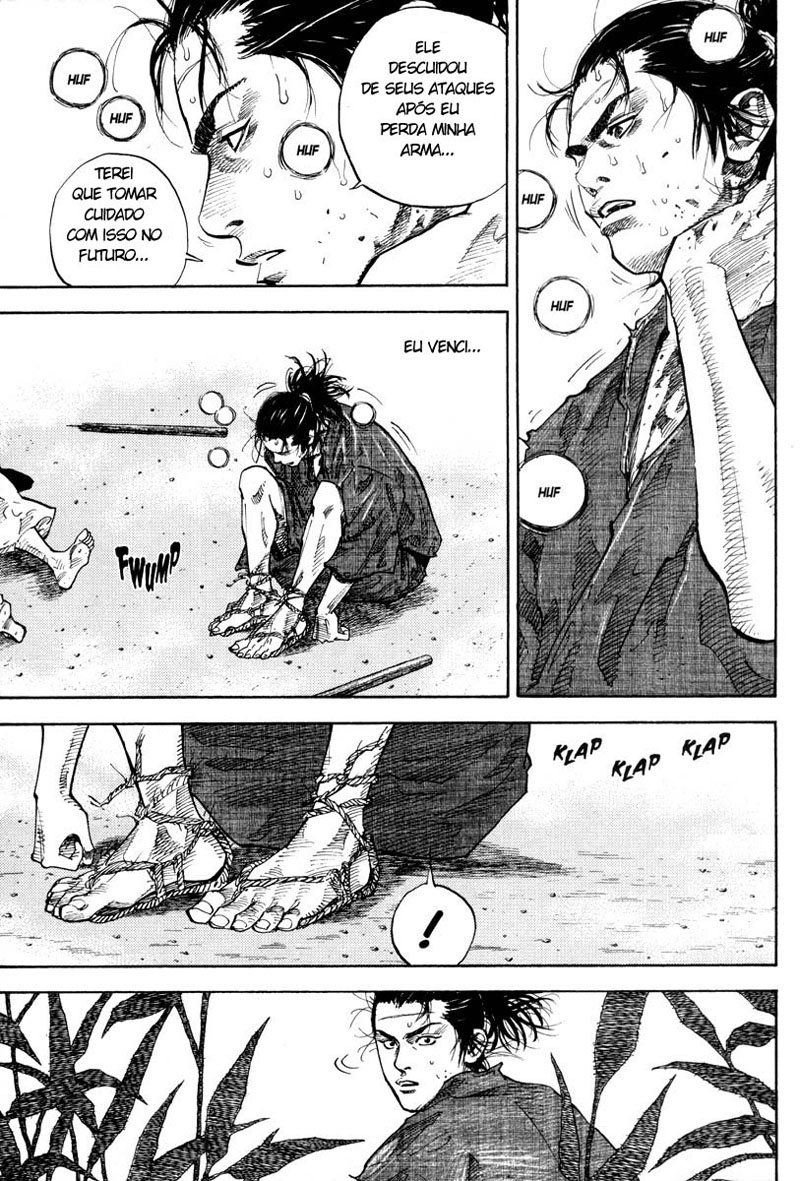 HUF
HUF
HUF
HUF
ELE
DESCUIDOU
DE SEUS ATAQUES
APÓS EU
PERDA MINHA
ARMA...
HUF
HUF
HUF
TEREI
QUE TOMAR
CUIDADO
COM ISSO NO
FUTURO...
EU VENCI...
FWUMP
KLAP
KLAP
KLAP
!